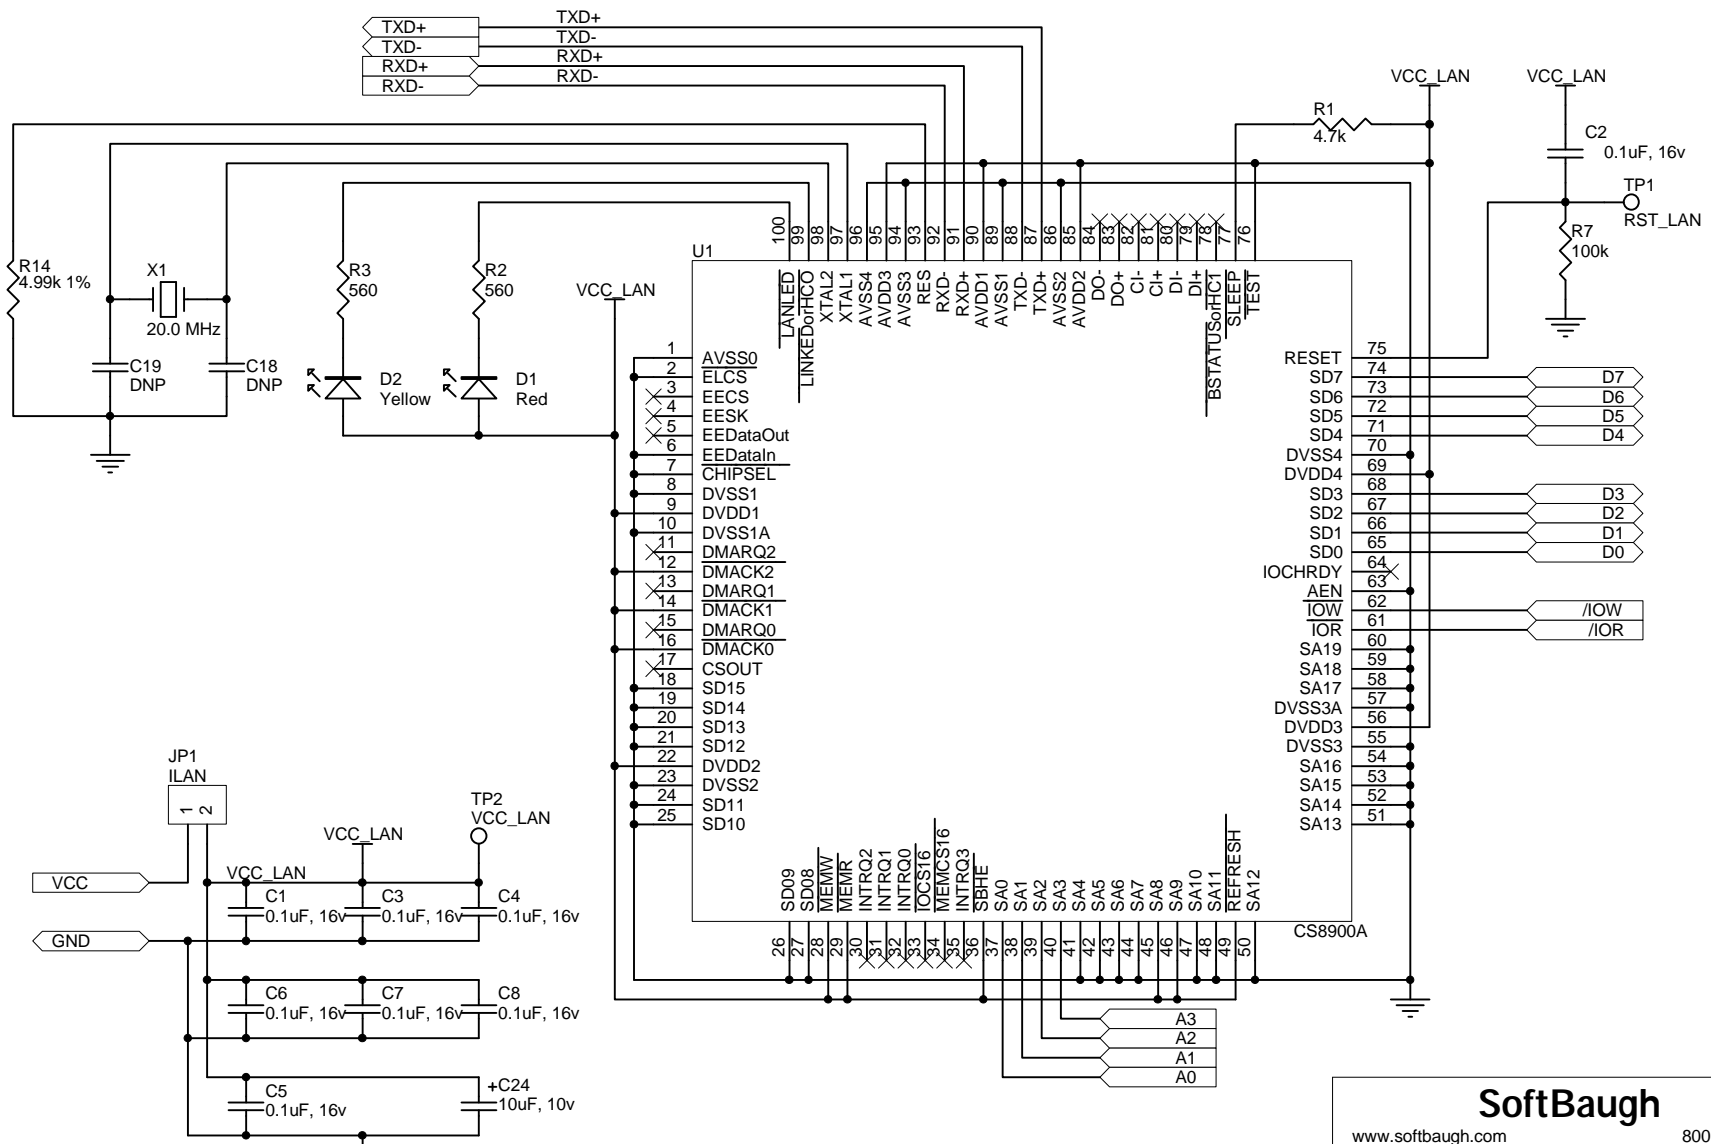 TXD+ TXD+
TXD- TXD-
RXD+ RXD+
RXD- RXD-
VCC_LAN
VCC_LAN
R1
4.7k
C2
0.1uF, 16v
TP1
RST_LAN
R7
100k
R14
4.99k 1%
X1
20.0 MHz
C19
DNP
C18
DNP
R3
560
R2
560
D2
Yellow
D1
Red
VCC_LAN
U1
100 LANLED
99 LINKEDorHCO
98 XTAL2
97 XTAL1
96 AVSS4
95 AVDD3
94 AVSS3
93 RES
92 RXD-
91 RXD+
90 AVDD1
89 AVSS1
88 TXD-
87 TXD+
86 AVSS2
85 AVDD2
84 DO-
83 DO+
82 CI-
81 CI+
80 DI-
79 DI+
78 BSTATUSorHC1
77 SLEEP
76 TEST
1 AVSS0
2 ELCS
3 EECS
4 EESK
5 EEDataOut
6 EEDataIn
7 CHIPSEL
8 DVSS1
9 DVDD1
10 DVSS1A
11 DMARQ2
12 DMACK2
13 DMARQ1
14 DMACK1
15 DMARQ0
16 DMACK0
17 CSOUT
18 SD15
19 SD14
20 SD13
21 SD12
22 DVDD2
23 DVSS2
24 SD11
25 SD10
RESET 75
SD7 74 D7
SD6 73 D6
SD5 72 D5
SD4 71 D4
DVSS4 70
DVDD4 69
SD3 68 D3
SD2 67 D2
SD1 66 D1
SD0 65 D0
IOCHRDY 64
AEN 63
IOW 62 /IOW
IOR 61 /IOR
SA19 60
SA18 59
SA17 58
DVSS3A 57
DVDD3 56
DVSS3 55
SA16 54
SA15 53
SA14 52
SA13 51
SD09 26
SD08 27
MEMW 28
MEMR 29
INTRQ2 30
INTRQ1 31
INTRQ0 32
IOCS16 33
MEMCS16 34
INTRQ3 35
SBHE 36
SA0 37
SA1 38
SA2 39
SA3 40
SA4 41
SA5 42
SA6 43
SA7 44
SA8 45
SA9 46
SA10 47
SA11 48
REFRESH 49
SA12 50
CS8900A
A3
A2
A1
A0
JP1
ILAN
1 2
TP2
VCC_LAN
VCC_LAN
VCC_LAN
VCC
GND
C1
0.1uF, 16v
C3
0.1uF, 16v
C4
0.1uF, 16v
C6
0.1uF, 16v
C7
0.1uF, 16v
C8
0.1uF, 16v
C5
0.1uF, 16v
+C24
10uF, 10v
SoftBaugh
www.softbaugh.com 800